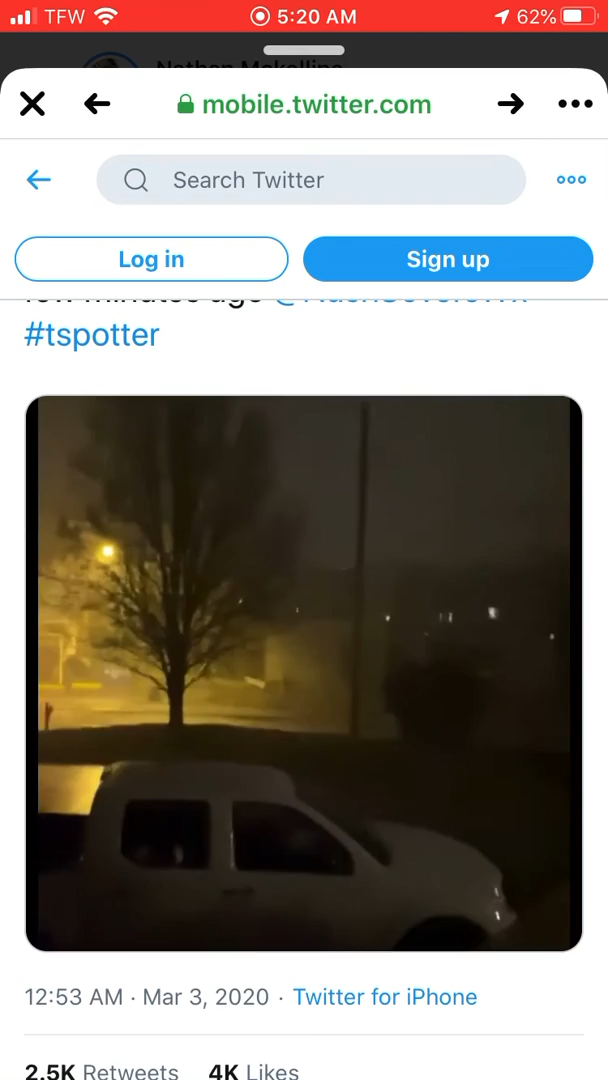 TFW 5:20 AM 62%
mobile.twitter.com
Search Twitter
Log in Sign up
#tspotter
12:53 AM · Mar 3, 2020 · Twitter for iPhone
2.5K Retweets 4K Likes